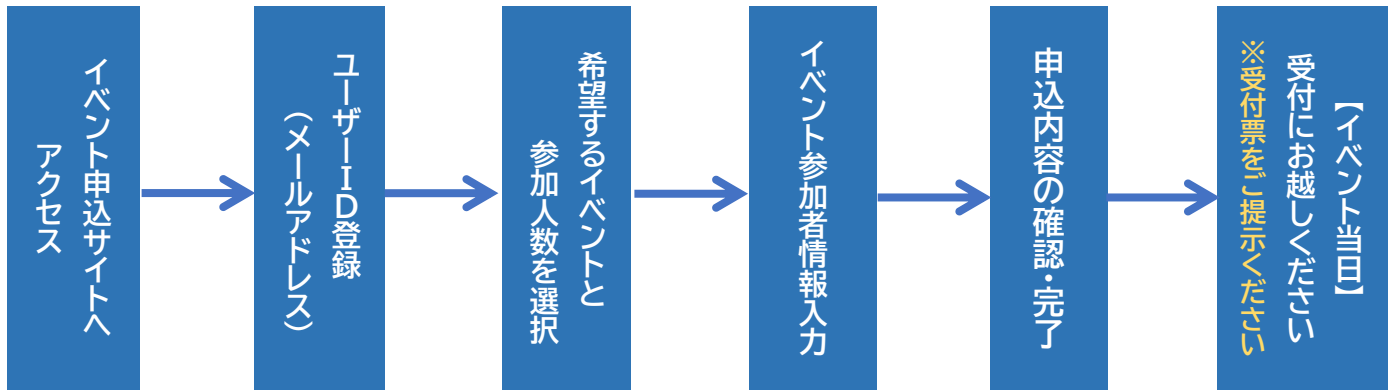 イベント申込サイトへ
アクセス
ユーザーID登録
（メールアドレス）
希望するイベントと
参加人数を選択
イベント参加者情報入力
申込内容の確認・完了
【イベント当日】
受付にお越しください
※受付票をご提示ください